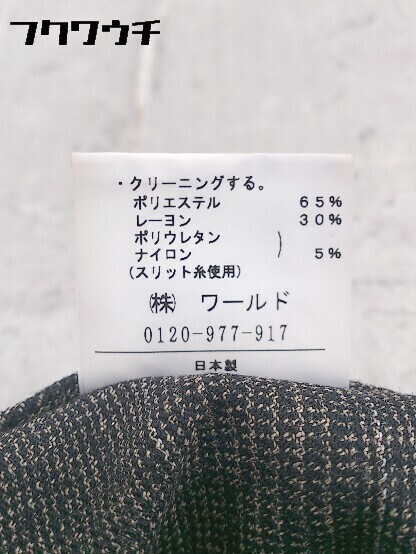 フクワウチ
・クリーニングする。
ポリエステル 65%
レーヨン 30%
ポリウレタン
ナイロン ) 5%
(スリット糸使用)
㈱ ワールド
0120-977-917
日本製